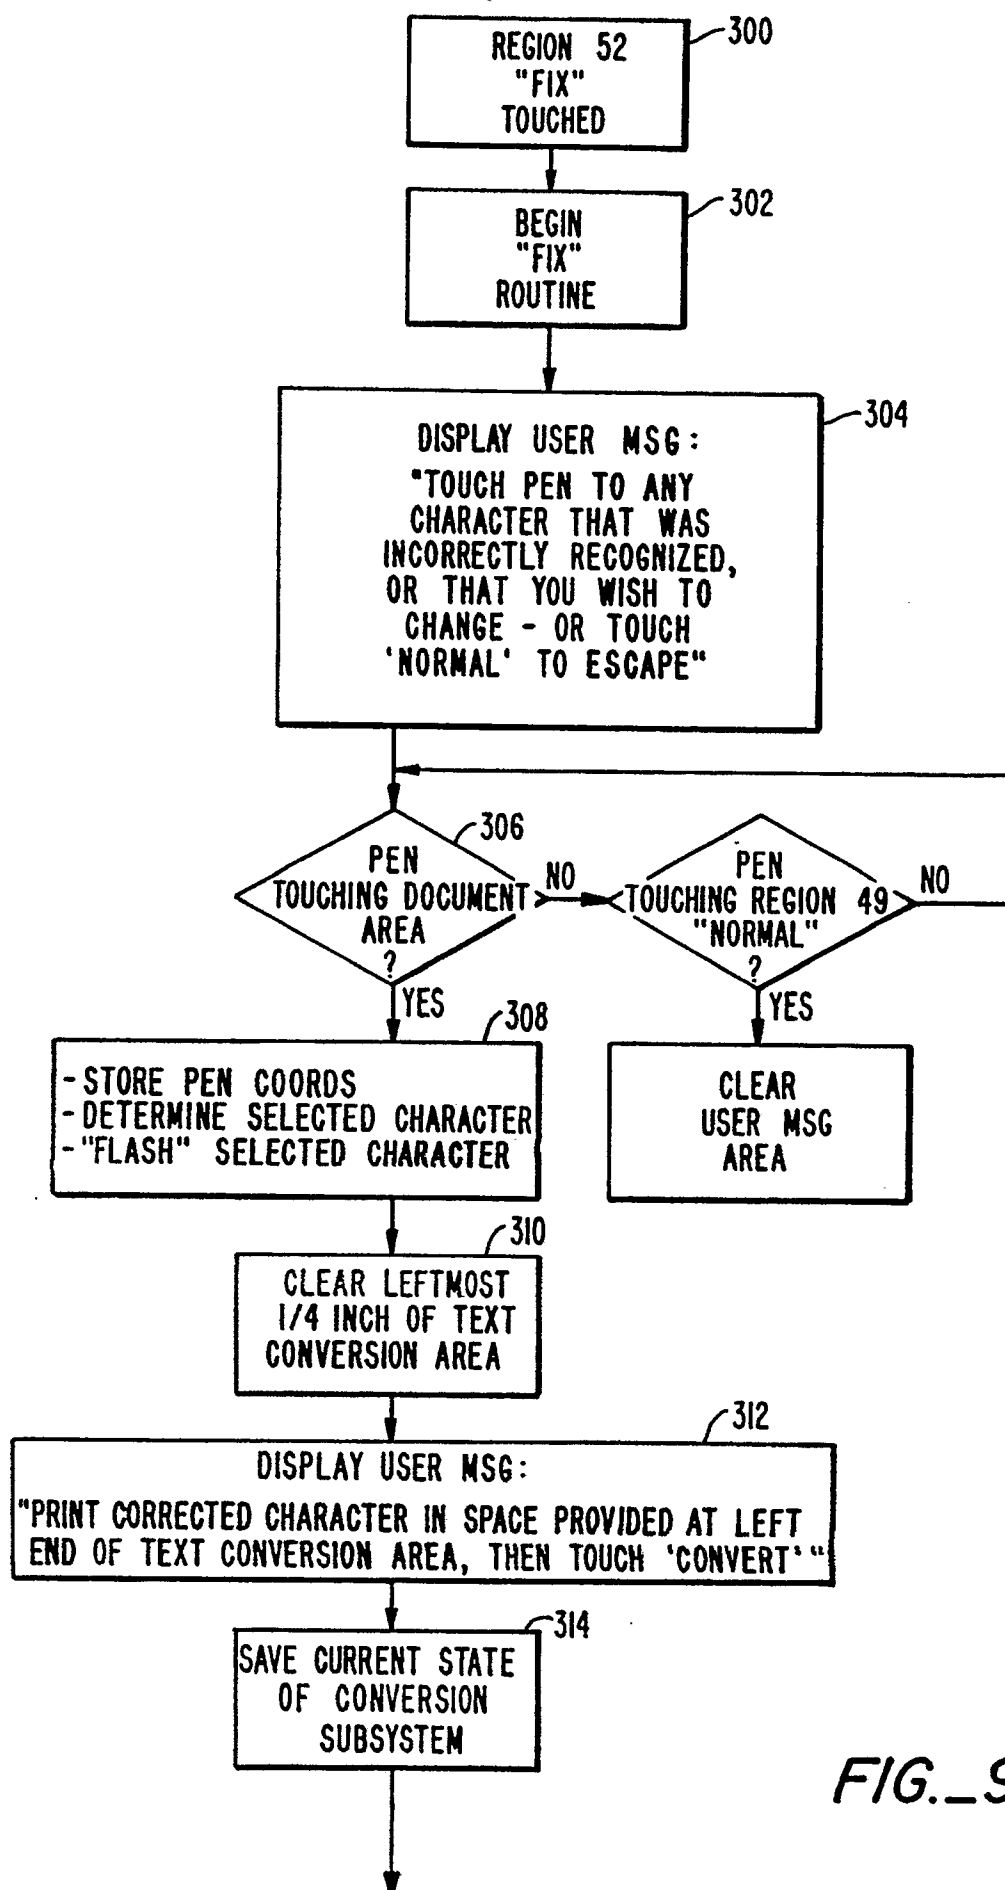 300
REGION 52
"FIX"
TOUCHED
302
BEGIN
"FIX"
ROUTINE
304
DISPLAY USER MSG:
"TOUCH PEN TO ANY
CHARACTER THAT WAS
INCORRECTLY RECOGNIZED,
OR THAT YOU WISH TO
CHANGE - OR TOUCH
'NORMAL' TO ESCAPE"
306
PEN
TOUCHING DOCUMENT
AREA
?
NO
YES
PEN
TOUCHING REGION 49
"NORMAL"
?
NO
YES
308
-STORE PEN COORDS
-DETERMINE SELECTED CHARACTER
-"FLASH" SELECTED CHARACTER
CLEAR
USER MSG
AREA
310
CLEAR LEFTMOST
1/4 INCH OF TEXT
CONVERSION AREA
312
DISPLAY USER MSG:
"PRINT CORRECTED CHARACTER IN SPACE PROVIDED AT LEFT
END OF TEXT CONVERSION AREA, THEN TOUCH 'CONVERT'"
314
SAVE CURRENT STATE
OF CONVERSION
SUBSYSTEM
FIG._